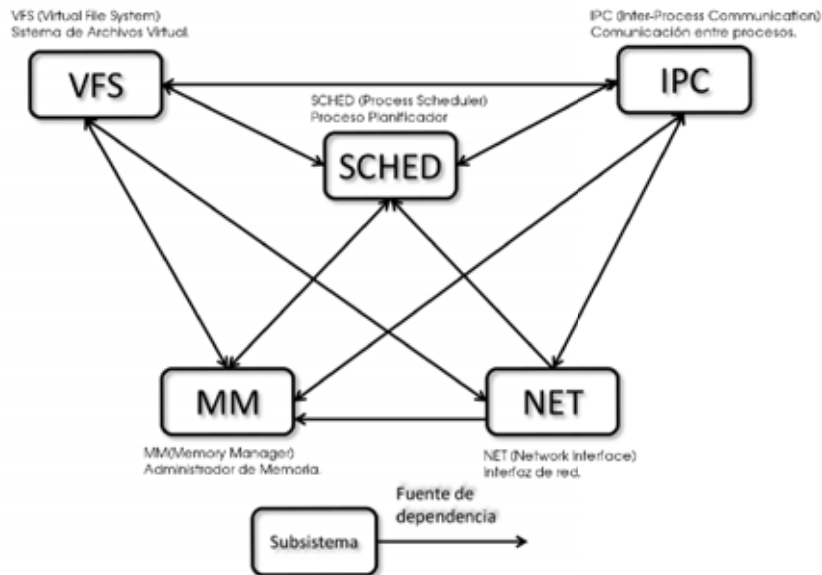 VFS (Virtual File System)
Sistema de Archivos Virtual.
IPC (Inter-Process Communication)
Comunicación entre procesos.
VFS
IPC
SCHED (Process Scheduler)
Proceso Planificador
SCHED
MM
NET
MM(Memory Manager)
Administrador de Memoria.
NET (Network Interface)
Interfaz de red.
Fuente de
dependencia
Subsistema